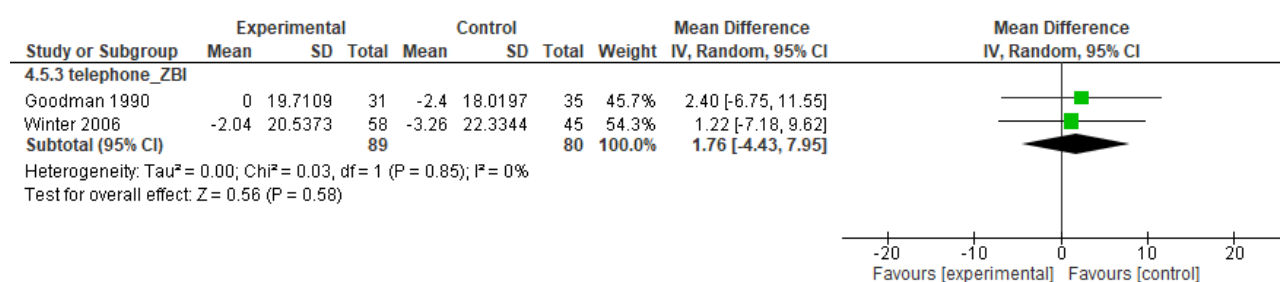 Experimental Control Mean Difference Mean Difference
Study or Subgroup Mean SD Total Mean SD Total Weight IV, Random, 95% CI IV, Random, 95% CI
4.5.3 telephone_ZBI
Goodman 1990 0 19.7109 31 -2.4 18.0197 35 45.7% 2.40 [-6.75, 11.55]
Winter 2006 -2.04 20.5373 58 -3.26 22.3344 45 54.3% 1.22 [-7.18, 9.62]
Subtotal (95% CI) 89 80 100.0% 1.76 [-4.43, 7.95]
Heterogeneity: Tau² = 0.00; Chi² = 0.03, df = 1 (P = 0.85); I² = 0%
Test for overall effect: Z = 0.56 (P = 0.58)
-20 -10 0 10 20
Favours [experimental] Favours [control]